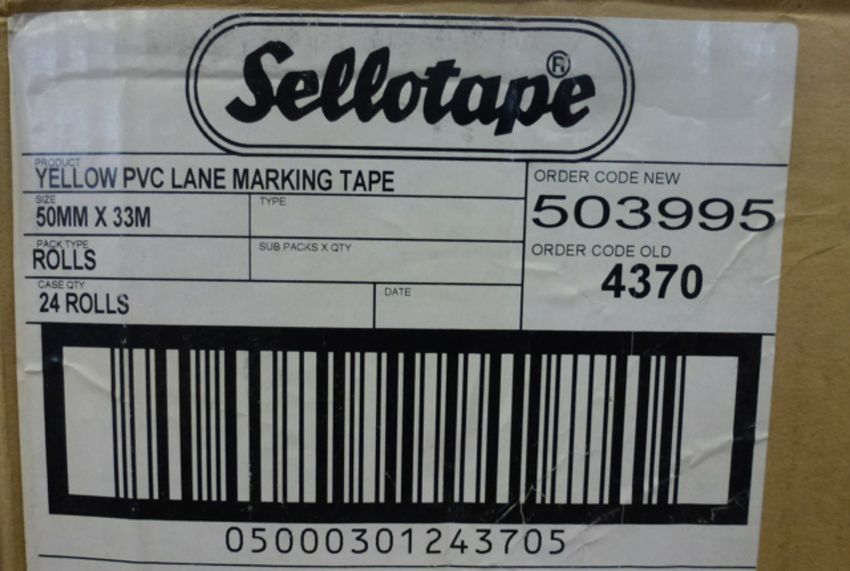 Sellotape®
PRODUCT
YELLOW PVC LANE MARKING TAPE
SIZE
50MM X 33M
TYPE
PACK TYPE
ROLLS
SUB PACKS X QTY
CASE QTY
24 ROLLS
DATE
ORDER CODE NEW
503995
ORDER CODE OLD
4370
05000301243705